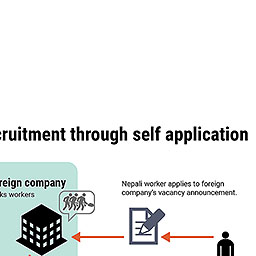 cruitment through self application
reign company
ks workers
Nepali worker applies to foreign
company's vacancy announcement.